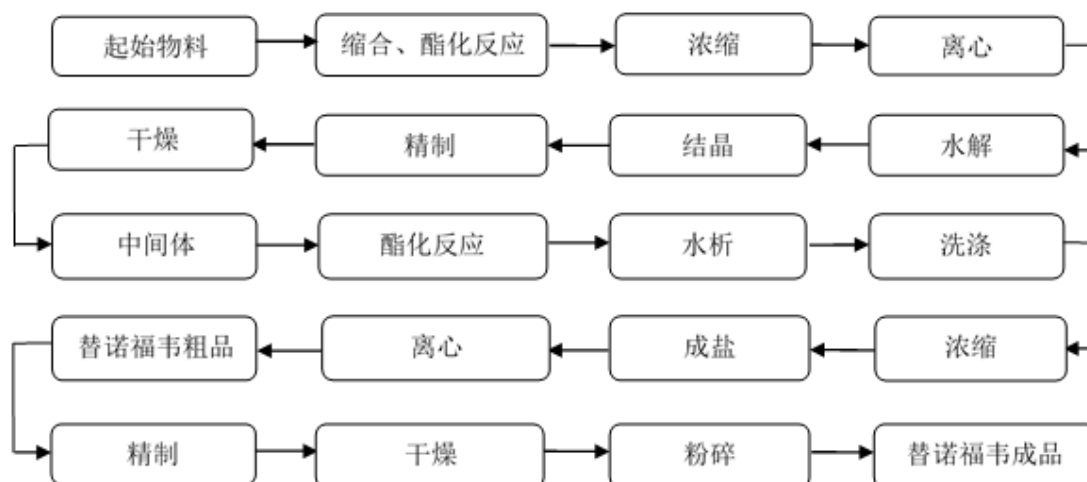 起始物料 缩合、酯化反应 浓缩 离心
干燥 精制 结晶 水解
中间体 酯化反应 水析 洗涤
替诺福韦粗品 离心 成盐 浓缩
精制 干燥 粉碎 替诺福韦成品